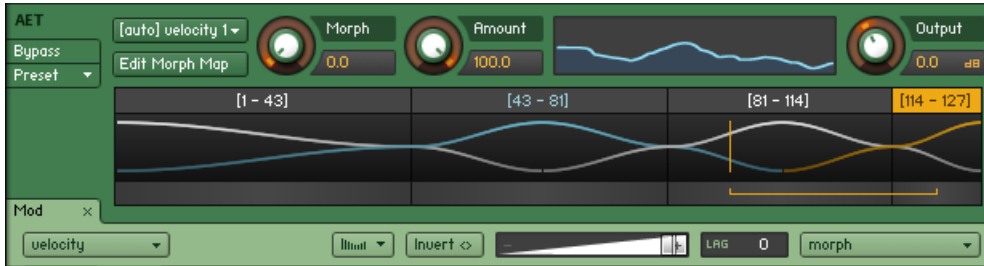 AET
[auto] velocity 1
Morph
Amount
Output
Bypass
Edit Morph Map
0.0
100.0
0.0 dB
Preset
[1 - 43]
[43 - 81]
[81 - 114]
[114 - 127]
Mod ×
velocity
Invert <>
LAG 0
morph